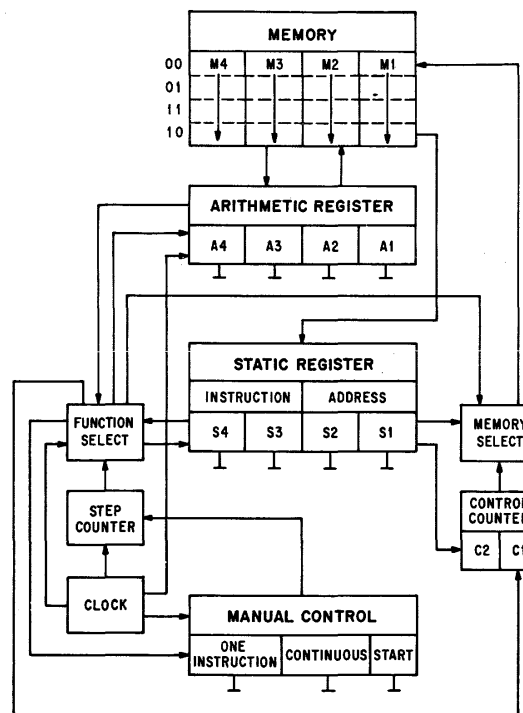 MEMORY
00 M4 M3 M2 M1
01
11
10
ARITHMETIC REGISTER
A4 A3 A2 A1
STATIC REGISTER
INSTRUCTION ADDRESS
S4 S3 S2 S1
FUNCTION
SELECT
MEMORY
SELECT
STEP
COUNTER
CONTROL
COUNTER
C2 C1
CLOCK
MANUAL CONTROL
ONE
INSTRUCTION
CONTINUOUS
START